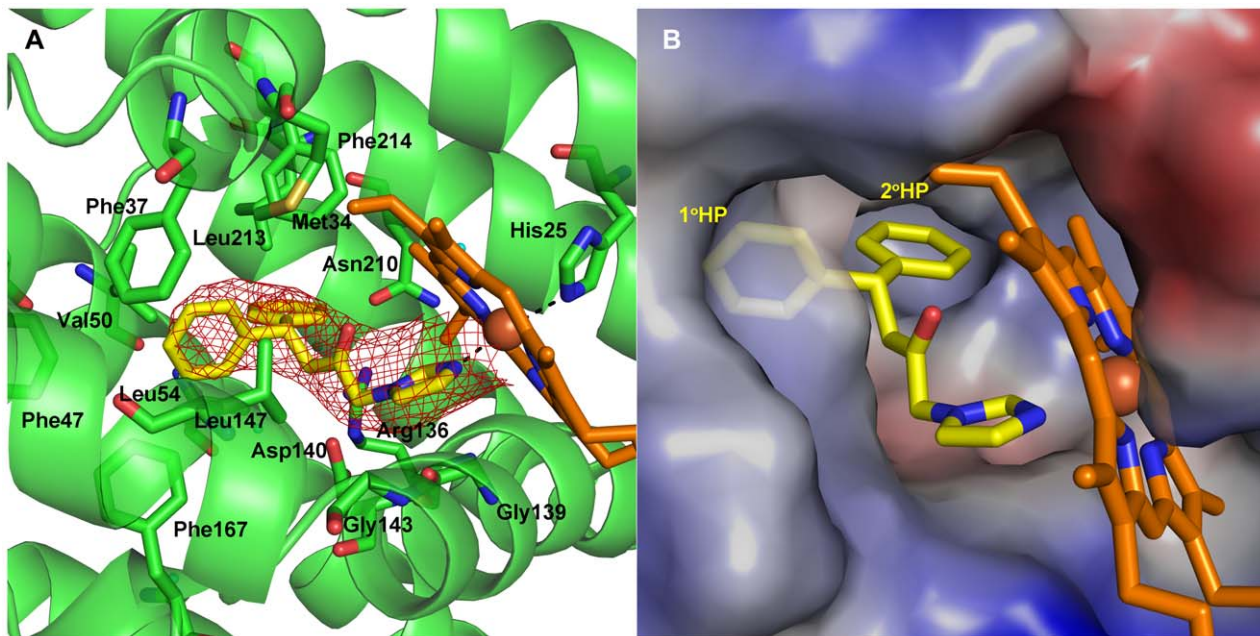 A
Phe214
Phe37
Met34
Leu213
His25
Asn210
Val50
Leu54
Phe47
Leu147
Arg136
Asp140
Gly139
Gly143
Phe167
B
2°HP
1°HP